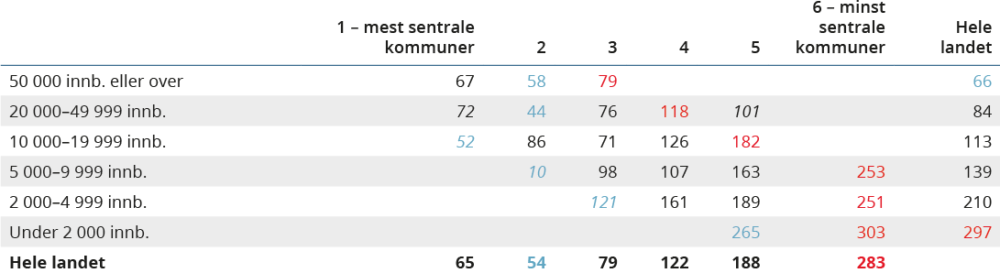 1 – mest sentrale kommuner 2 3 4 5 6 – minst sentrale kommuner Hele landet
50 000 innb. eller over 67 58 79 66
20 000–49 999 innb. 72 44 76 118 101 84
10 000–19 999 innb. 52 86 71 126 182 113
5 000–9 999 innb. 10 98 107 163 253 139
2 000–4 999 innb. 121 161 189 251 210
Under 2 000 innb. 265 303 297
Hele landet 65 54 79 122 188 283